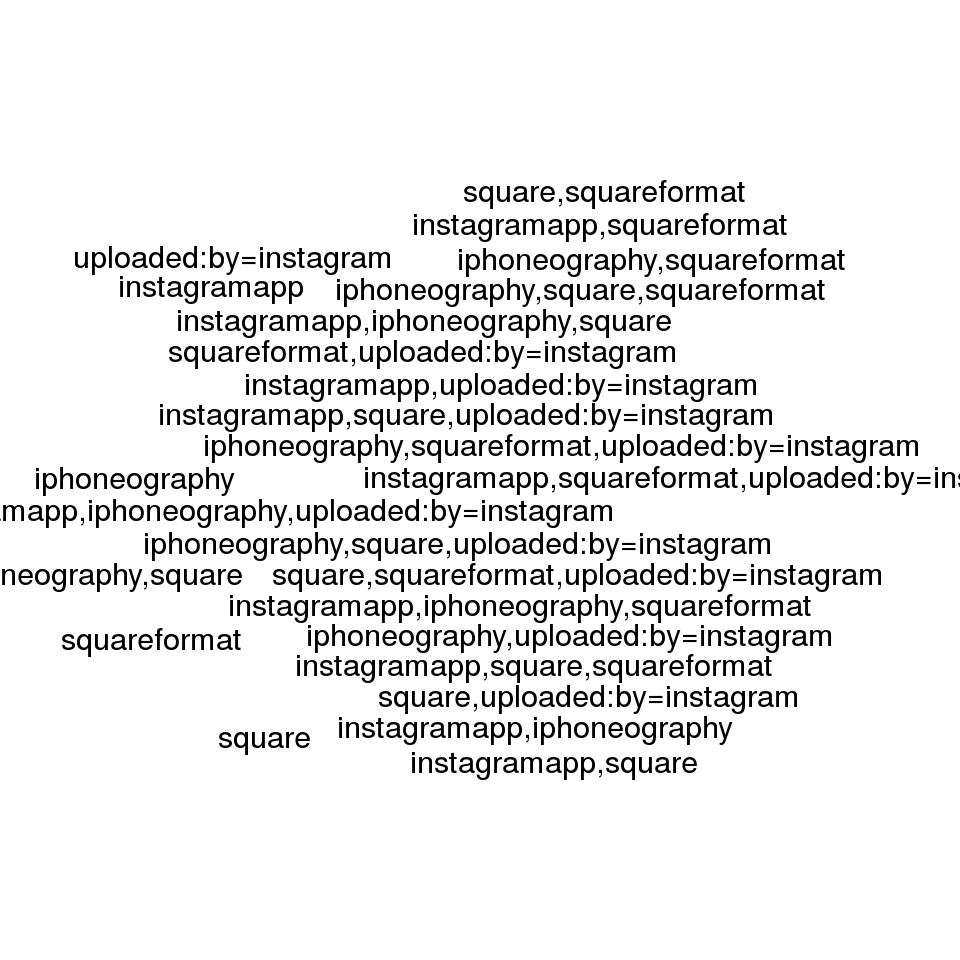 square,squareformat
instagramapp,squareformat
uploaded:by=instagram iphoneography,squareformat
instagramapp iphoneography,square,squareformat
instagramapp,iphoneography,square
squareformat,uploaded:by=instagram
instagramapp,uploaded:by=instagram
instagramapp,square,uploaded:by=instagram
iphoneography,squareformat,uploaded:by=instagram
iphoneography instagramapp,squareformat,uploaded:by=ins
amapp,iphoneography,uploaded:by=instagram
iphoneography,square,uploaded:by=instagram
neography,square square,squareformat,uploaded:by=instagram
instagramapp,iphoneography,squareformat
squareformat iphoneography,uploaded:by=instagram
instagramapp,square,squareformat
square,uploaded:by=instagram
square instagramapp,iphoneography
instagramapp,square